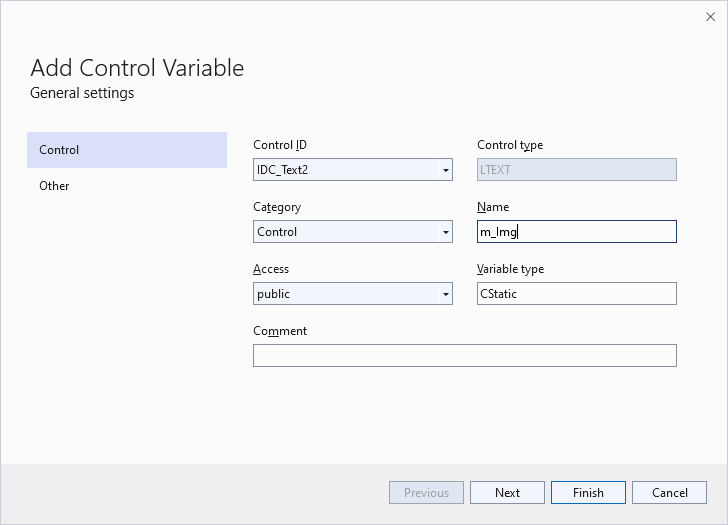 Add Control Variable
General settings
Control
Other
Control ID
Control type
IDC_Text2
LTEXT
Category
Name
Control
m_Img
Access
Variable type
public
CStatic
Comment
Previous
Next
Finish
Cancel